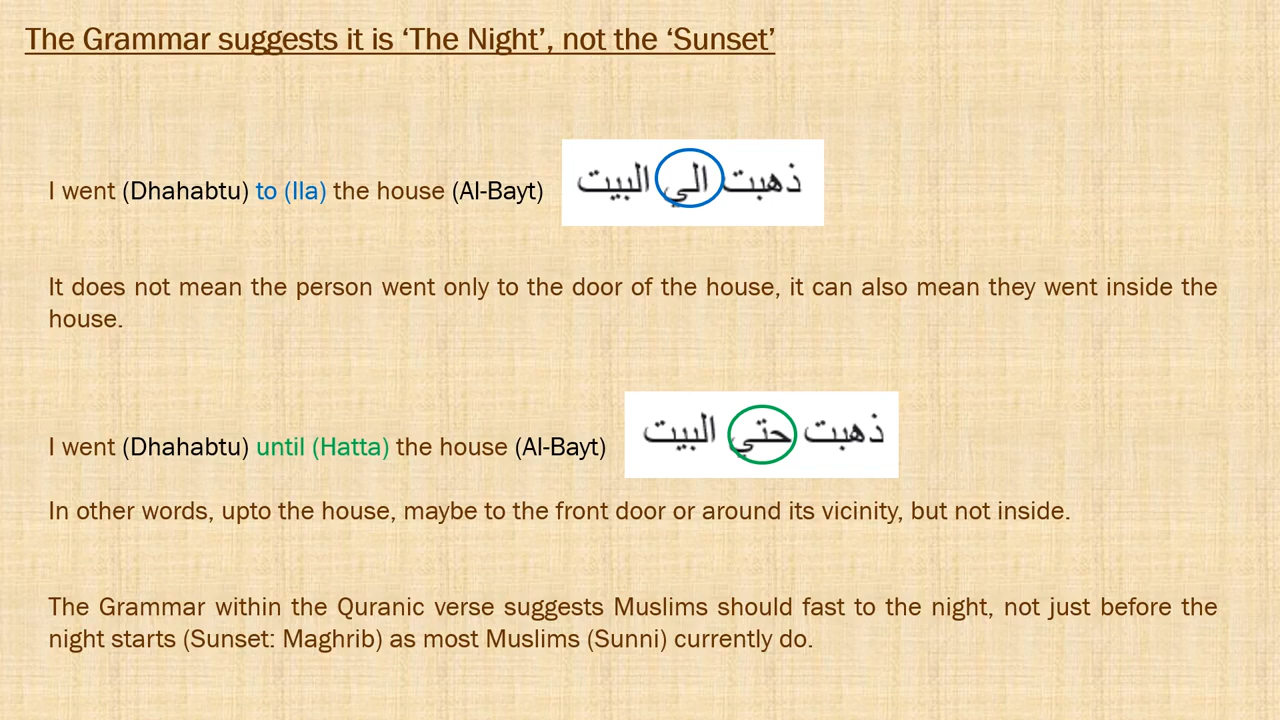 The Grammar suggests it is ‘The Night’, not the ‘Sunset’
I went (Dhahabtu) to (Ila) the house (Al-Bayt)
ذهبت الي البيت
It does not mean the person went only to the door of the house, it can also mean they went inside the
house.
I went (Dhahabtu) until (Hatta) the house (Al-Bayt)
ذهبت حتي البيت
In other words, upto the house, maybe to the front door or around its vicinity, but not inside.
The Grammar within the Quranic verse suggests Muslims should fast to the night, not just before the
night starts (Sunset: Maghrib) as most Muslims (Sunni) currently do.